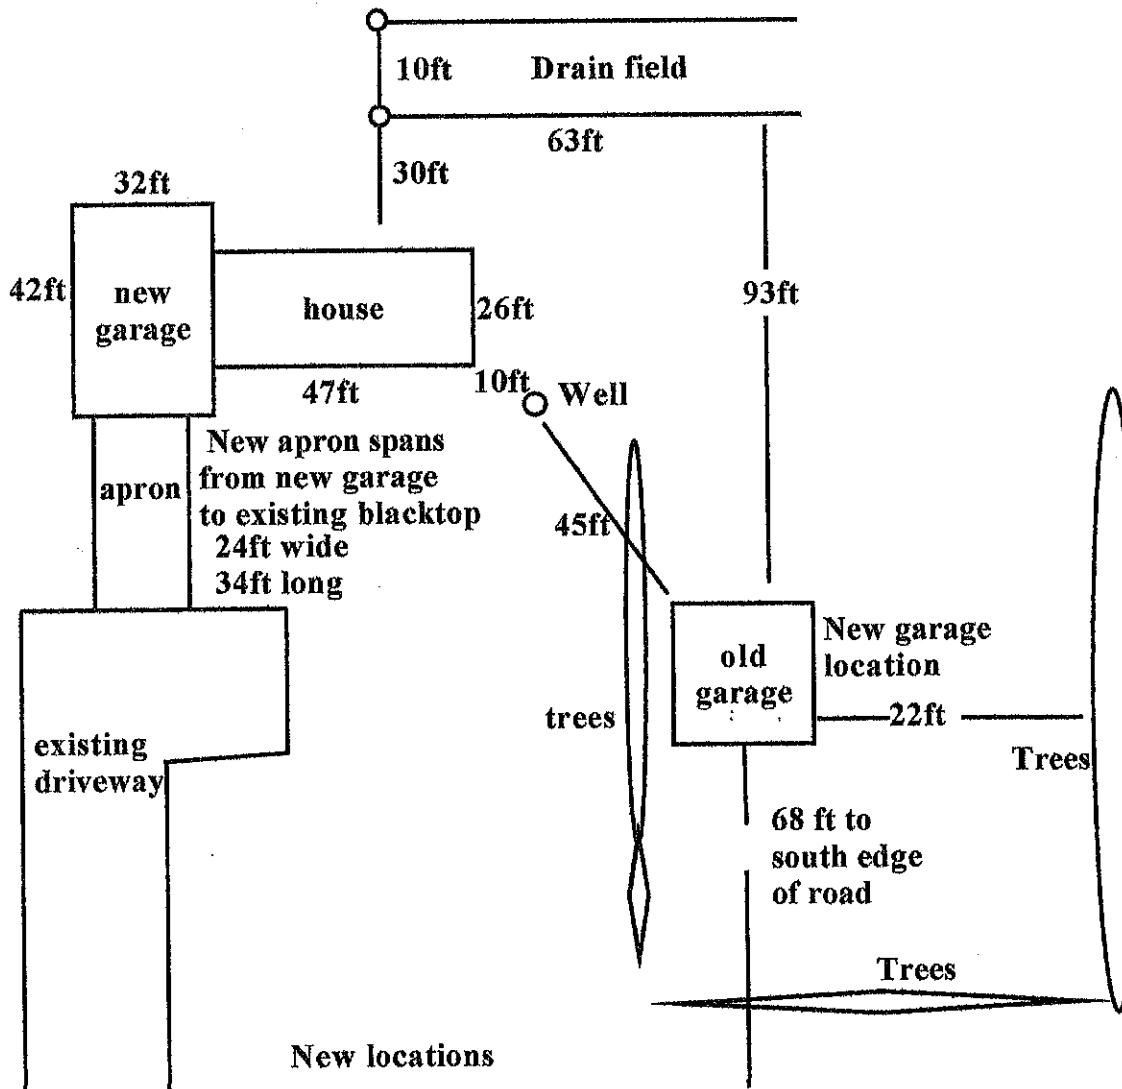 10ft
Drain field
63ft
30ft
32ft
42ft
new
garage
house
26ft
93ft
47ft
10ft
Well
New apron spans
from new garage
to existing blacktop
24ft wide
34ft long
apron
45ft
old
garage
New garage
location
22ft
trees
Trees
existing
driveway
68 ft to
south edge
of road
Trees
New locations